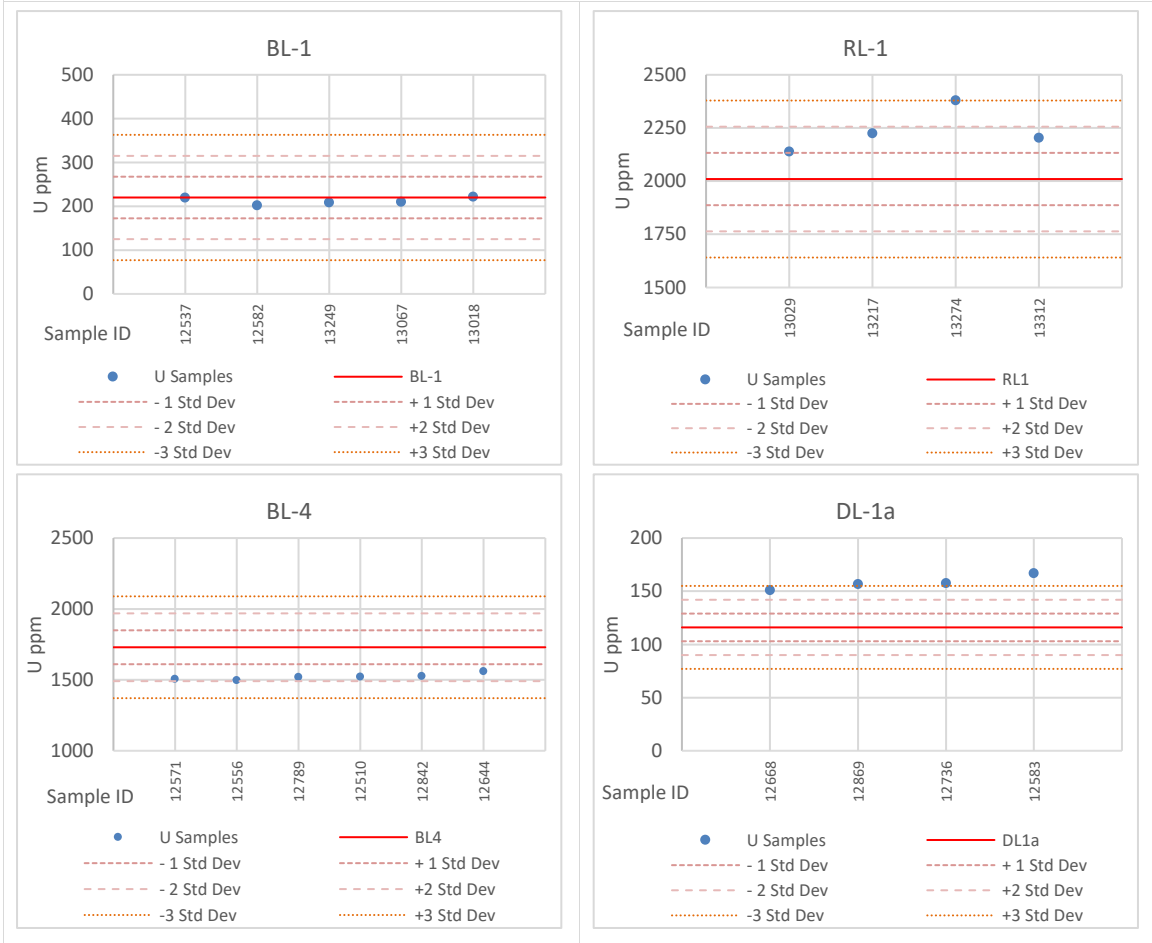 BL-1
U ppm
500
400
300
200
100
0
Sample ID
12537
12582
13249
13067
13018
U Samples
BL-1
- 1 Std Dev
+ 1 Std Dev
- 2 Std Dev
+2 Std Dev
-3 Std Dev
+3 Std Dev
RL-1
U ppm
2500
2250
2000
1750
1500
Sample ID
13029
13217
13274
13312
U Samples
RL1
- 1 Std Dev
+ 1 Std Dev
- 2 Std Dev
+2 Std Dev
-3 Std Dev
+3 Std Dev
BL-4
U ppm
2500
2000
1500
1000
Sample ID
12571
12556
12789
12510
12842
12644
U Samples
BL4
- 1 Std Dev
+ 1 Std Dev
- 2 Std Dev
+2 Std Dev
-3 Std Dev
+3 Std Dev
DL-1a
U ppm
200
150
100
50
0
Sample ID
12668
12869
12736
12583
U Samples
DL1a
- 1 Std Dev
+ 1 Std Dev
- 2 Std Dev
+2 Std Dev
-3 Std Dev
+3 Std Dev